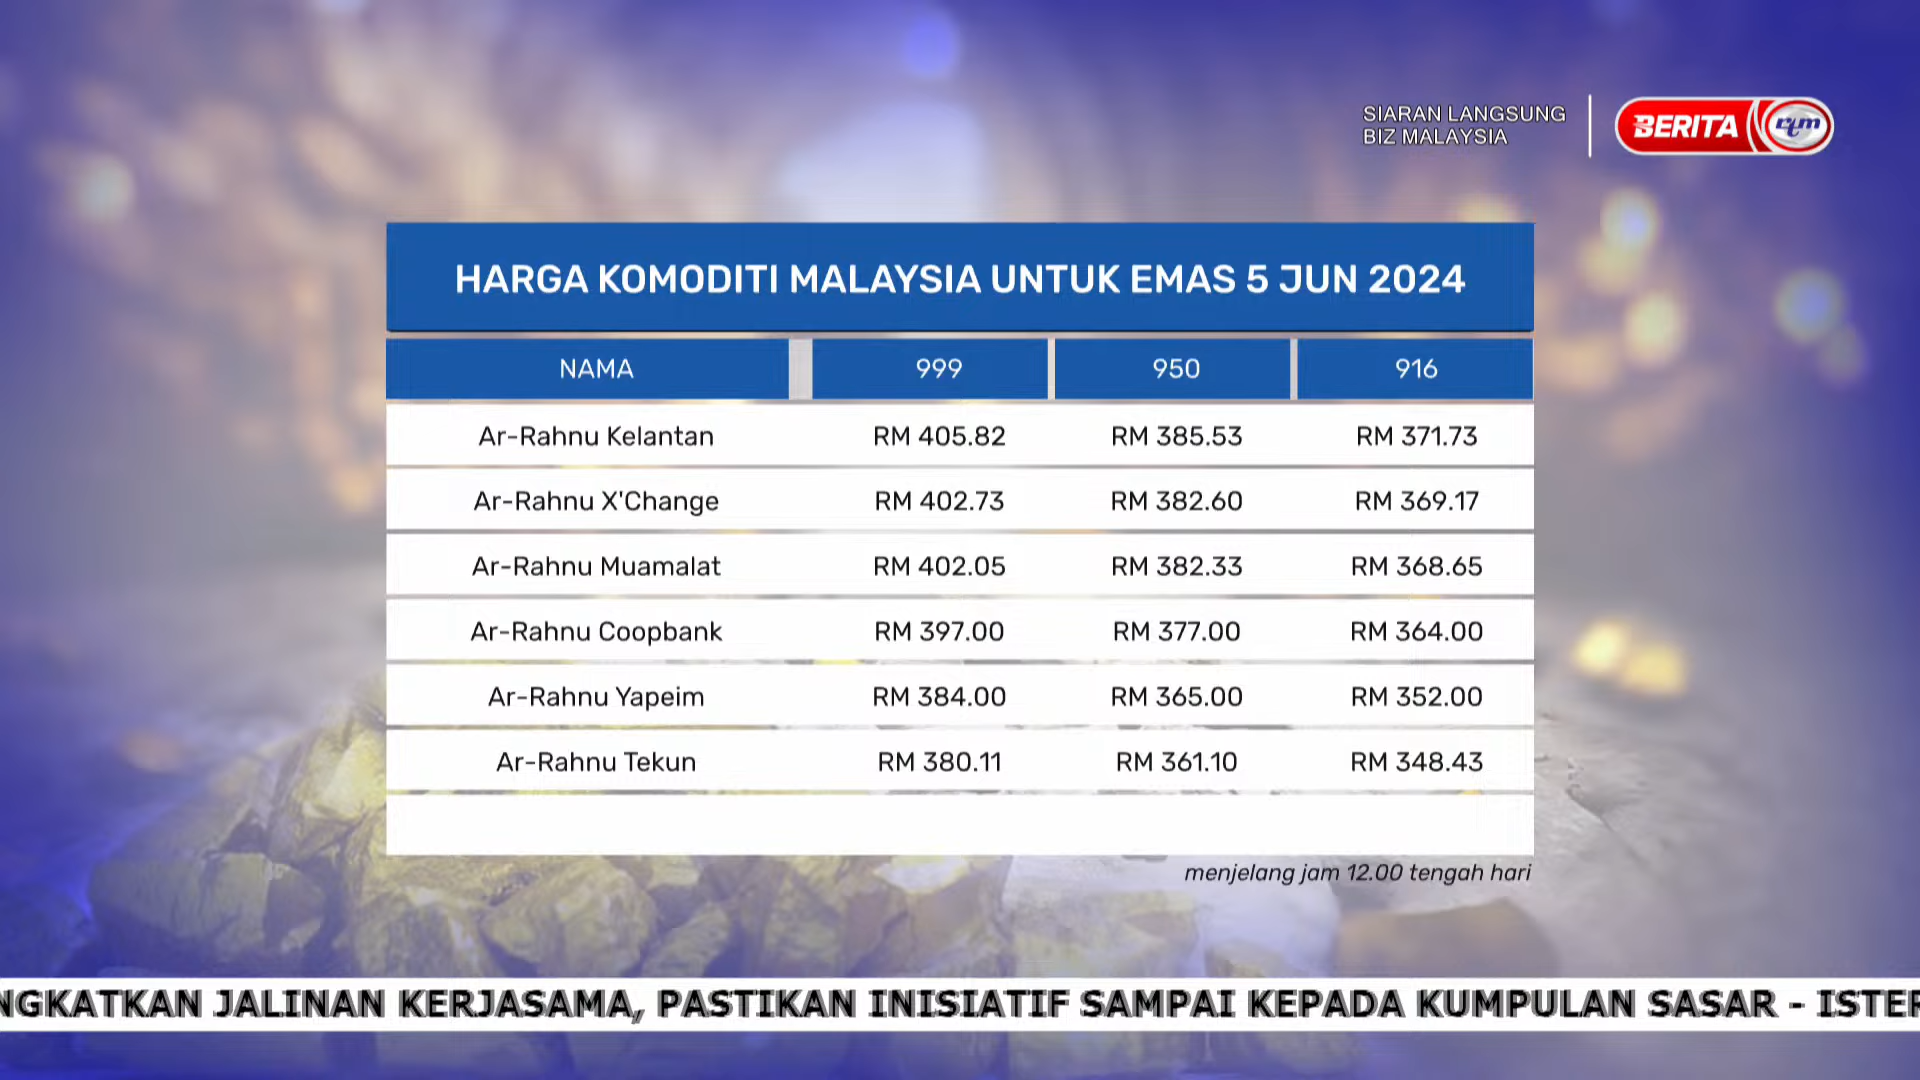 SIARAN LANGSUNG
BIZ MALAYSIA
BERITA rtm
HARGA KOMODITI MALAYSIA UNTUK EMAS 5 JUN 2024
NAMA 999 950 916
Ar-Rahnu Kelantan RM 405.82 RM 385.53 RM 371.73
Ar-Rahnu X'Change RM 402.73 RM 382.60 RM 369.17
Ar-Rahnu Muamalat RM 402.05 RM 382.33 RM 368.65
Ar-Rahnu Coopbank RM 397.00 RM 377.00 RM 364.00
Ar-Rahnu Yapeim RM 384.00 RM 365.00 RM 352.00
Ar-Rahnu Tekun RM 380.11 RM 361.10 RM 348.43
menjelang jam 12.00 tengah hari
NGKATKAN JALINAN KERJASAMA, PASTIKAN INISIATIF SAMPAI KEPADA KUMPULAN SASAR - ISTER